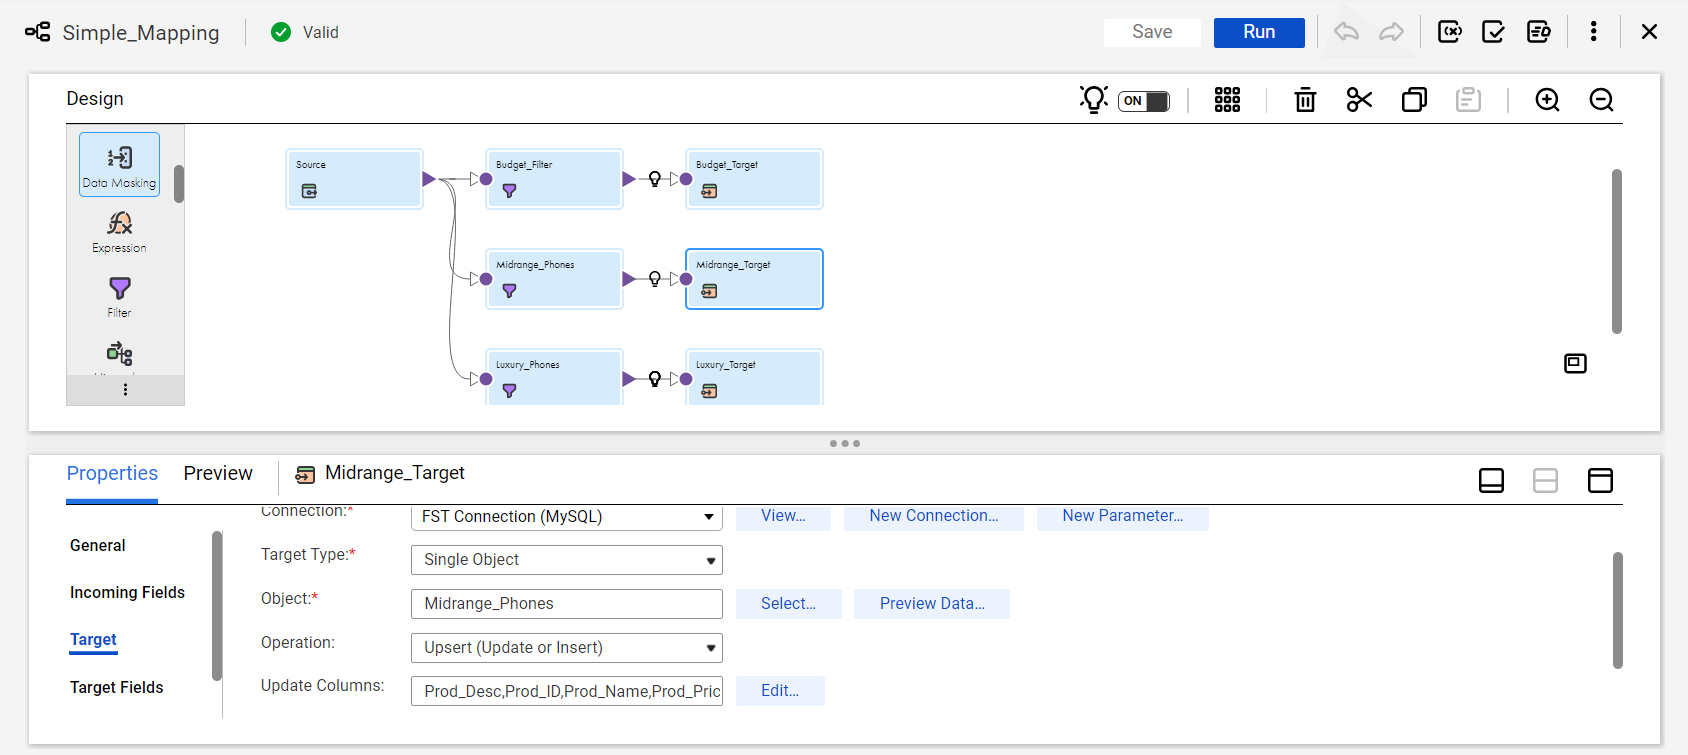 Simple_Mapping
Valid
Save
Run
Design
ON
Data Masking
Expression
Filter
Source
Budget_Filter
Budget_Target
Midrange_Phones
Midrange_Target
Luxury_Phones
Luxury_Target
Properties
Preview
Midrange_Target
General
Incoming Fields
Target
Target Fields
Connection:*
FST Connection (MySQL)
View...
New Connection...
New Parameter...
Target Type:*
Single Object
Object:*
Midrange_Phones
Select...
Preview Data...
Operation:
Upsert (Update or Insert)
Update Columns:
Prod_Desc,Prod_ID,Prod_Name,Prod_Pric
Edit...